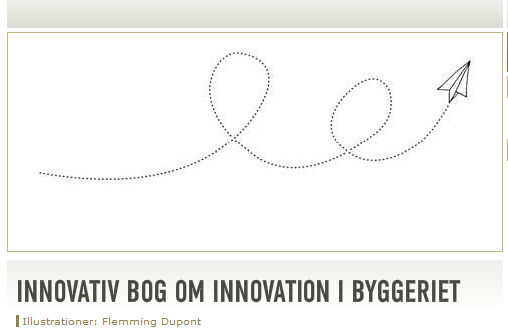 INNOVATIV BOG OM INNOVATION I BYGGERIET
Illustrationer: Flemming Dupont